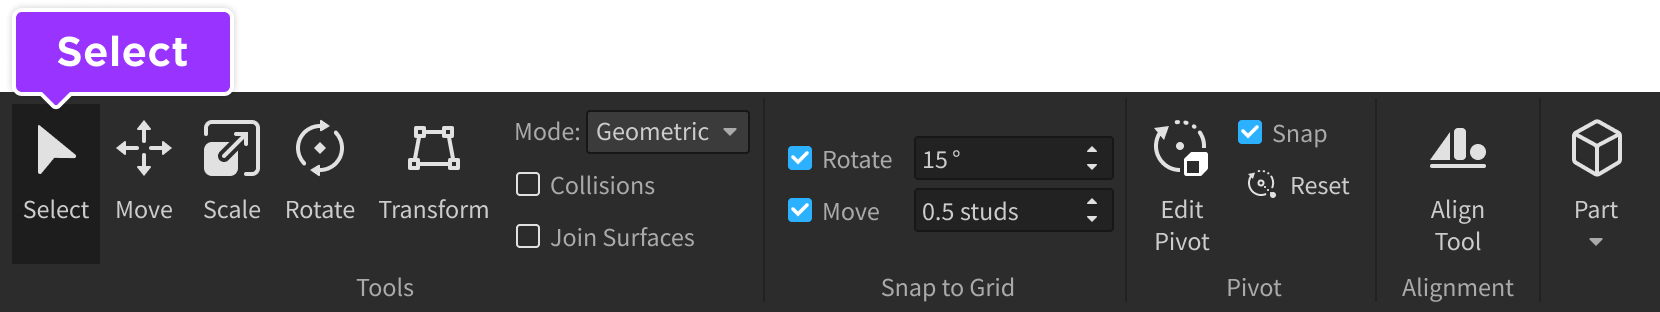 Select
Select
Move
Scale
Rotate
Transform
Mode: Geometric
Collisions
Join Surfaces
Tools
Rotate 15 °
Move 0.5 studs
Snap to Grid
Edit
Pivot
Snap
Reset
Pivot
Align
Tool
Alignment
Part